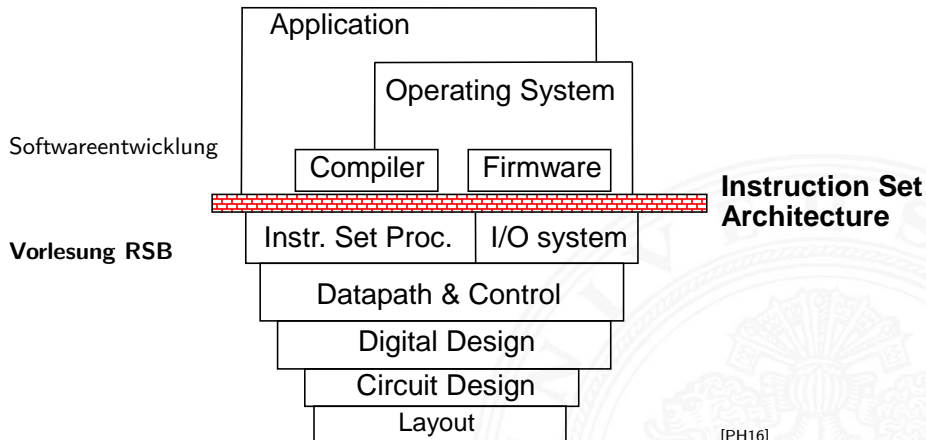 Application
Operating System
Softwareentwicklung
Compiler
Firmware
Instruction Set
Architecture
Vorlesung RSB
Instr. Set Proc.
I/O system
Datapath & Control
Digital Design
Circuit Design
Layout
[PH16]